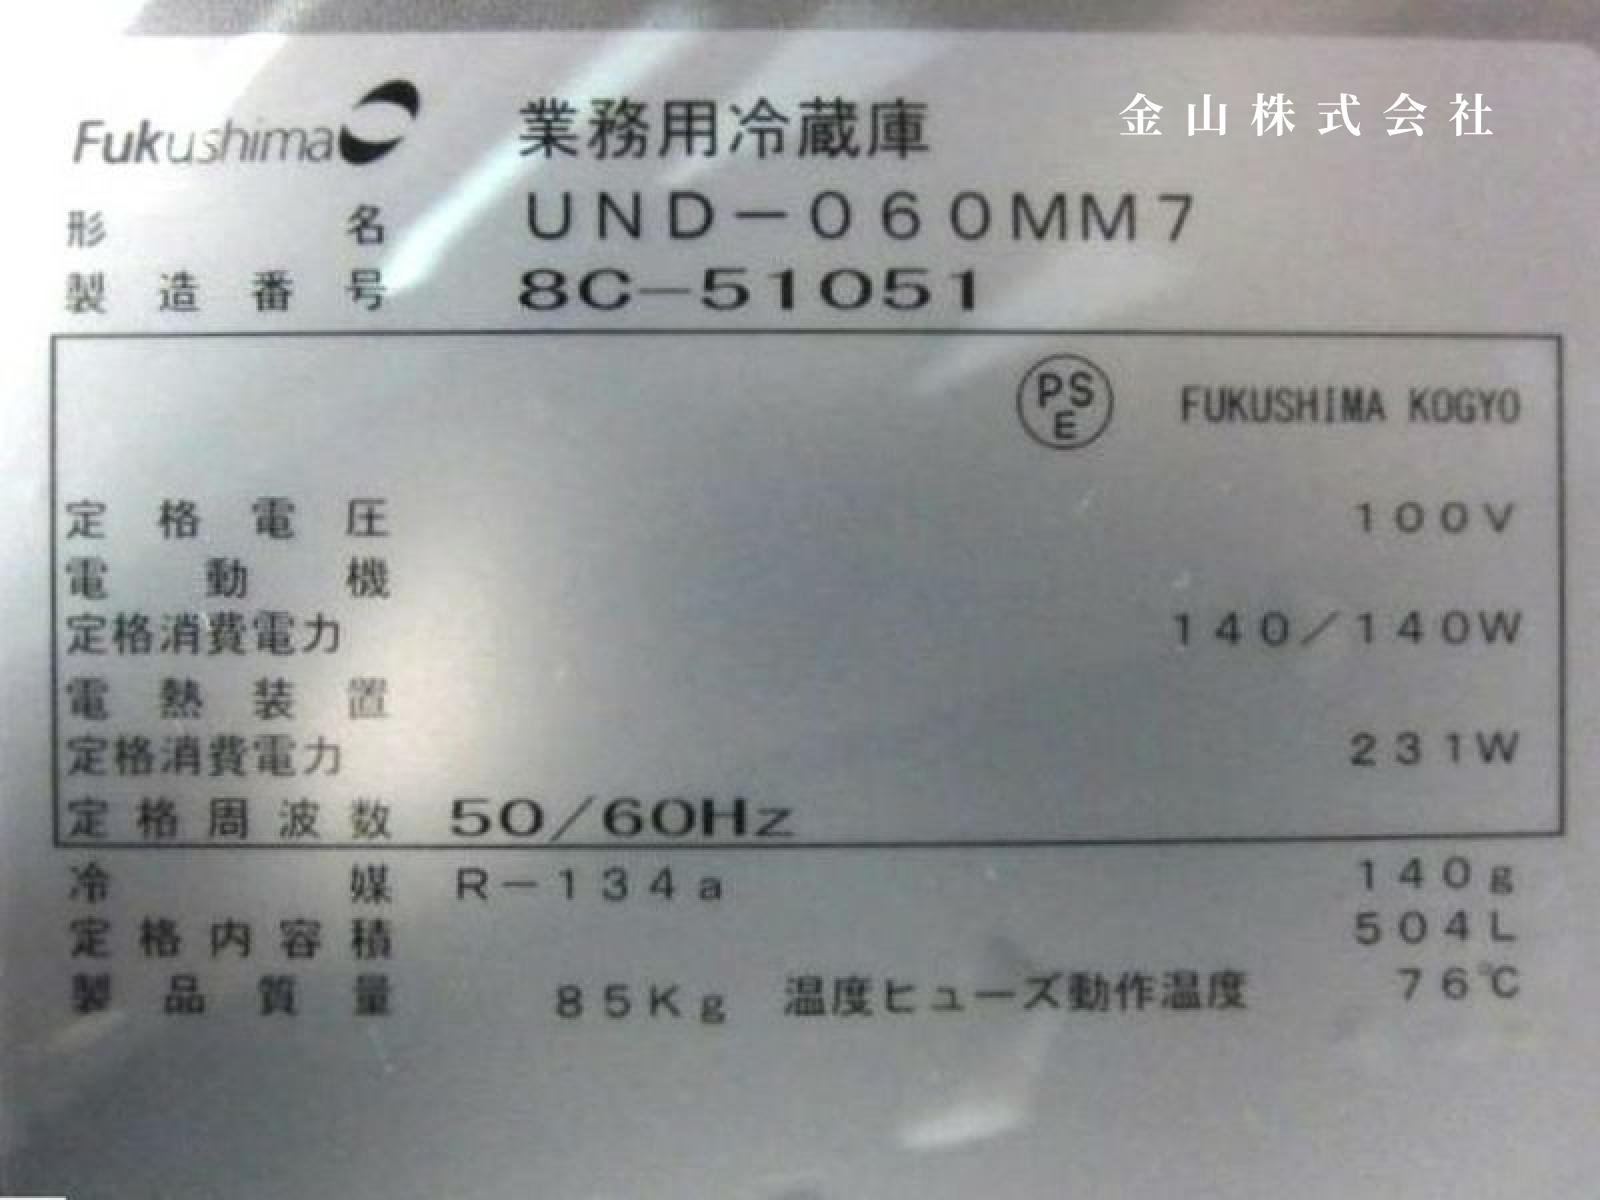 Fukushima 業務用冷蔵庫 金山株式会社
形名 UND-060MM7
製造番号 8C-51051
PSE FUKUSHIMA KOGYO
定格電圧 100V
電動機
定格消費電力 140/140W
電熱装置
定格消費電力 231W
定格周波数 50/60Hz
冷媒 R-134a 140g
定格内容積 504L
製品質量 85Kg 温度ヒューズ動作温度 76℃